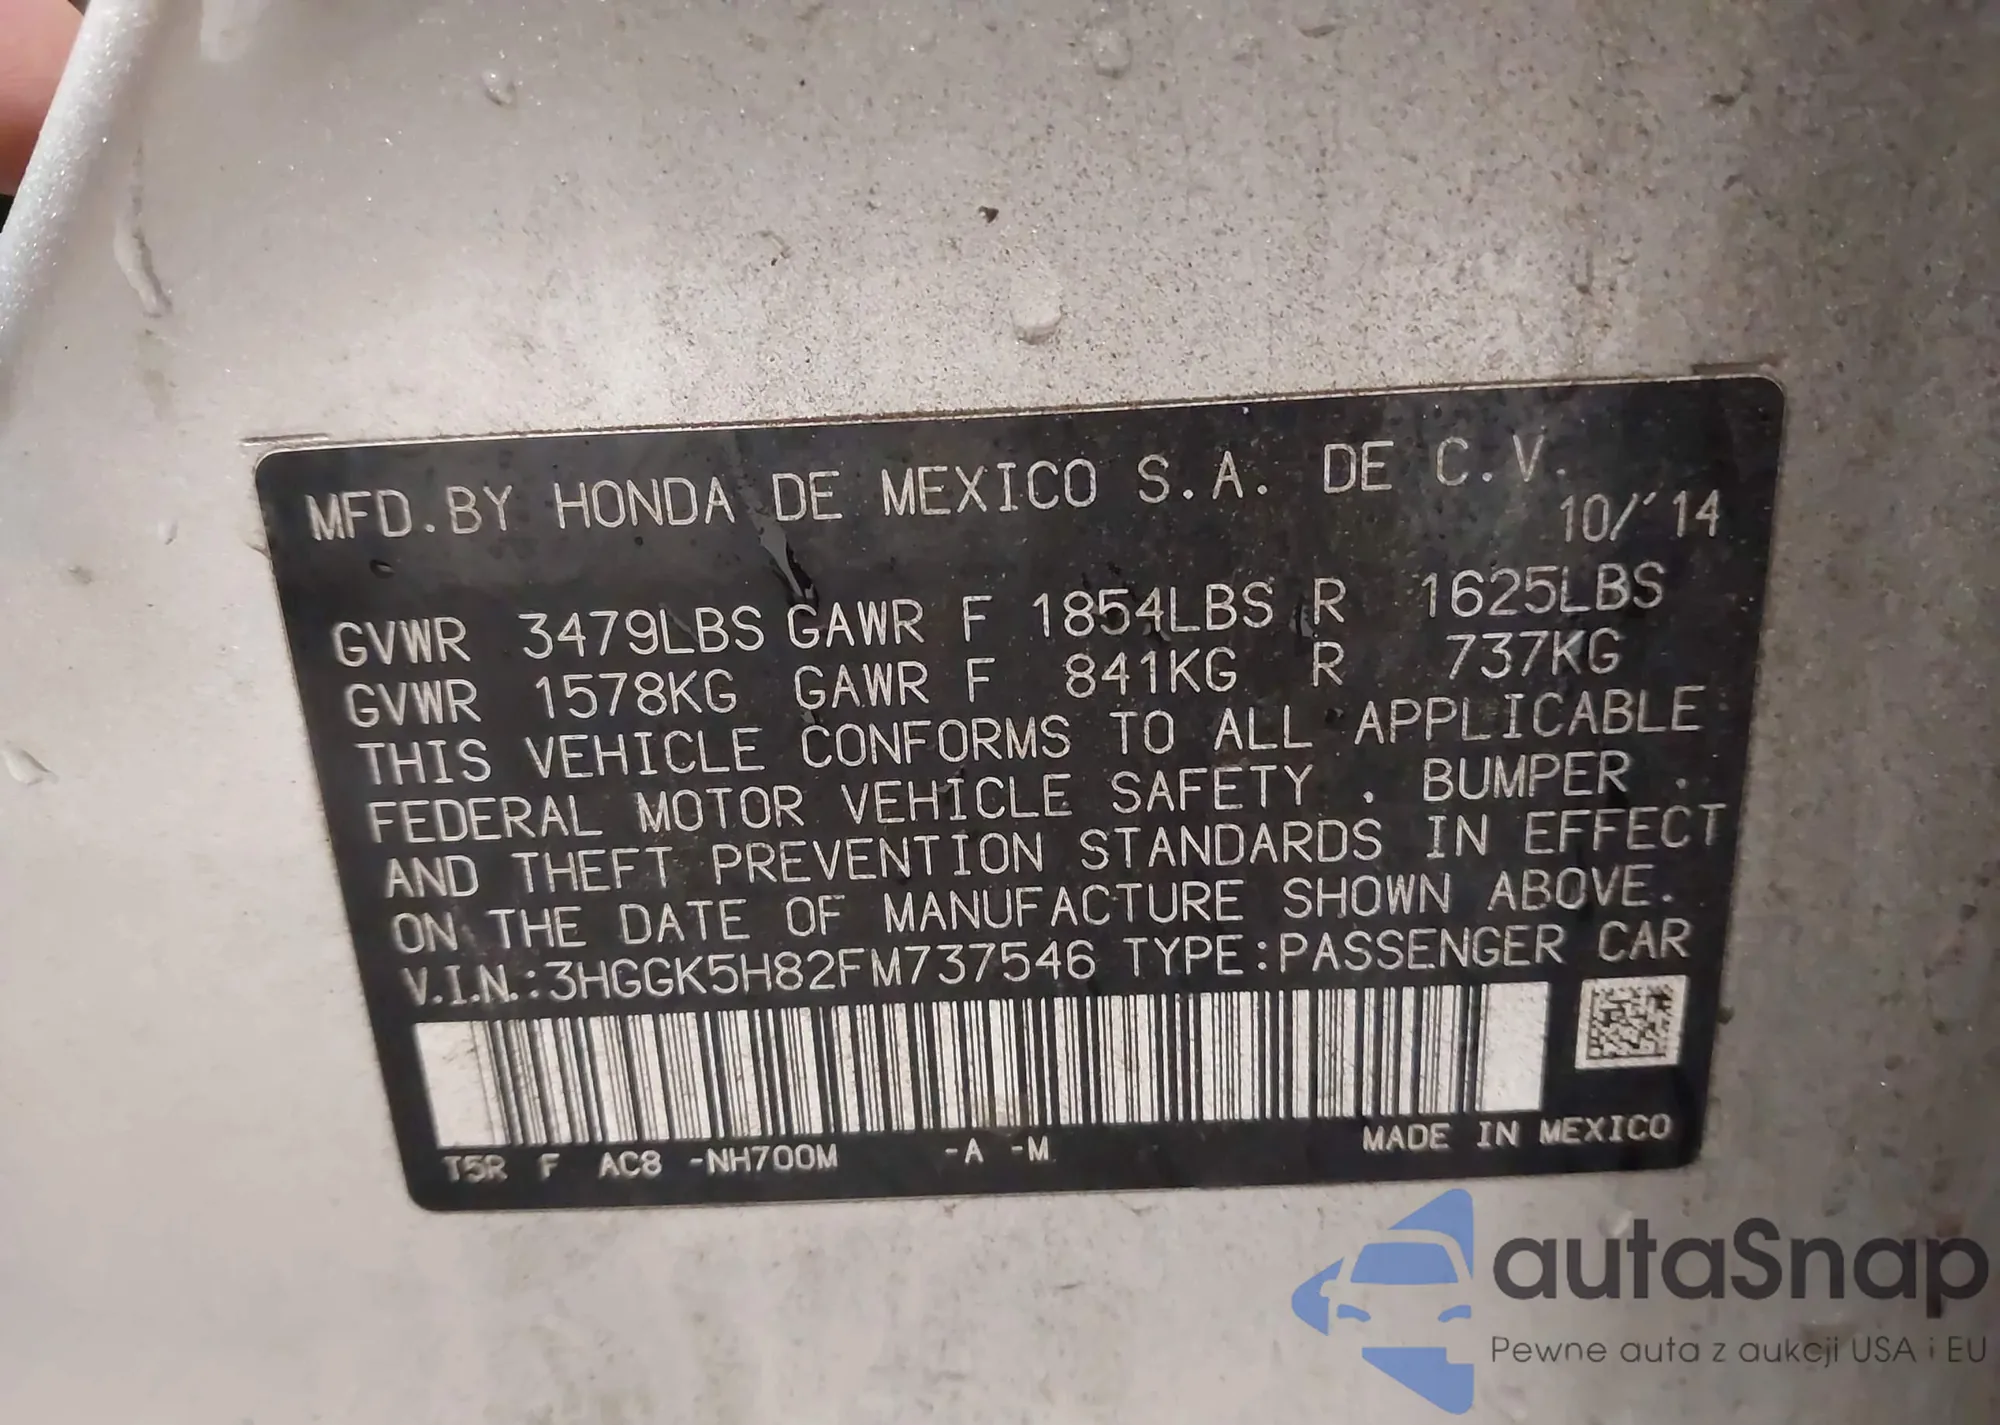 MFD. BY HONDA DE MEXICO S.A. DE C.V.
10/'14
GVWR 3479LBS GAWR F 1854LBS R 1625LBS
GVWR 1578KG GAWR F 841KG R 737KG
THIS VEHICLE CONFORMS TO ALL APPLICABLE
FEDERAL MOTOR VEHICLE SAFETY , BUMPER ,
AND THEFT PREVENTION STANDARDS IN EFFECT
ON THE DATE OF MANUFACTURE SHOWN ABOVE.
V.I.N.:3HGGK5H82FM737546 TYPE:PASSENGER CAR
T5R F AC8 -NH700M -A -M
MADE IN MEXICO
autaSnap
Pewne auta z aukcji USA i EU